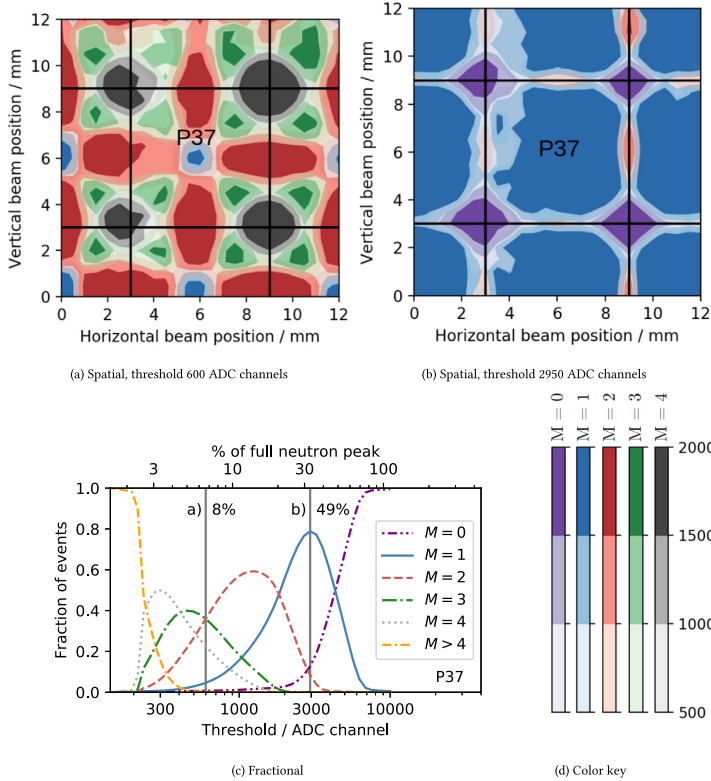 Vertical beam position / mm
12
10
8
6
4
2
0
P37
0 2 4 6 8 10 12
Horizontal beam position / mm
(a) Spatial, threshold 600 ADC channels
Vertical beam position / mm
12
10
8
6
4
2
0
P37
0 2 4 6 8 10 12
Horizontal beam position / mm
(b) Spatial, threshold 2950 ADC channels
% of full neutron peak
3 10 30 100
Fraction of events
1.0
0.8
0.6
0.4
0.2
0.0
a) 8%
b) 49%
M = 0
M = 1
M = 2
M = 3
M = 4
M > 4
P37
300 1000 3000 10000
Threshold / ADC channel
(c) Fractional
M = 0
M = 1
M = 2
M = 3
M = 4
2000
1500
1000
500
(d) Color key